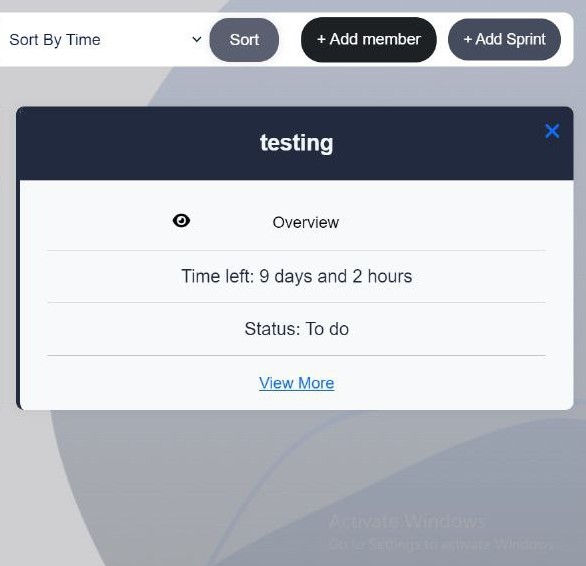 Sort By Time
Sort
+ Add member
+ Add Sprint
testing
Overview
Time left: 9 days and 2 hours
Status: To do
View More
Activate Windows
Go to Settings to activate Windows.